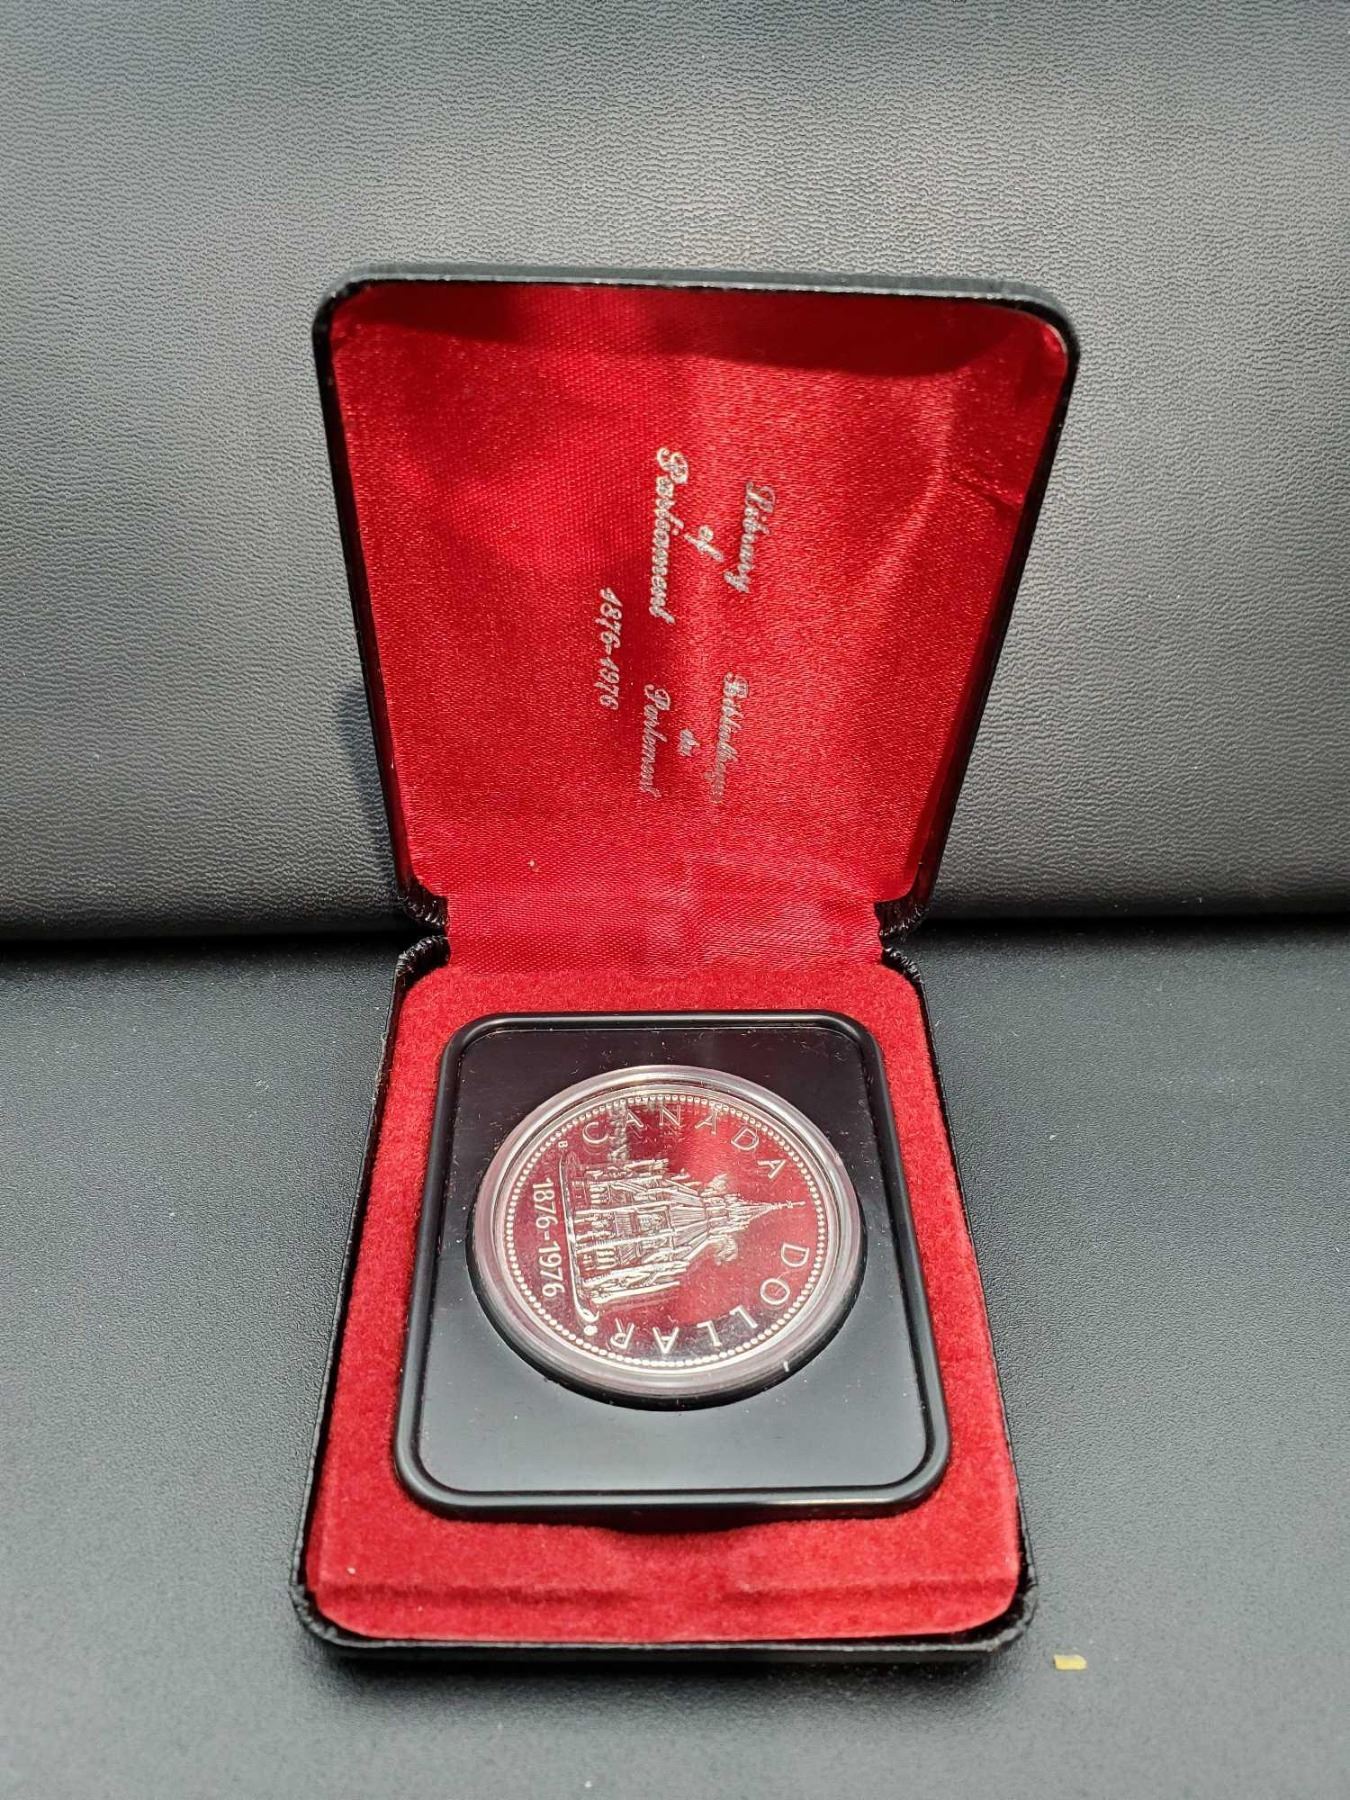 Library
of
Parliament
Bibliothèque
du
Parlement
1876-1976
CANADA DOLLAR
B
1876-1976